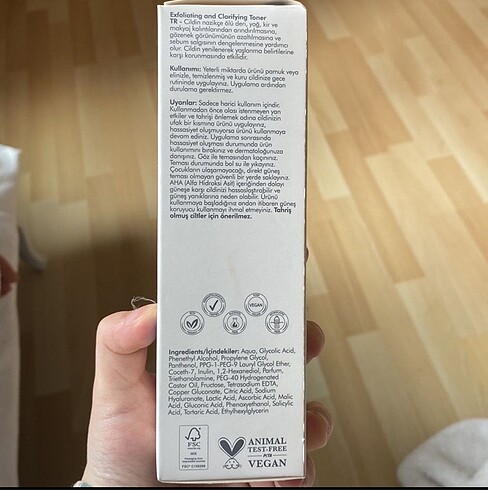 Exfoliating and Clarifying Toner
TR - Cildin nazikçe ölü deri, yağ, kir ve
makyaj kalıntılarından arındırılmasına,
gözenek görünümünün azaltılmasına ve
sebum salgısının dengelenmesine yardımcı
olur. Cildin yenilenerek yaşlanma belirtilerine
karşı korunmasında etkilidir.
Kullanımı: Yeterli miktarda ürünü pamuk veya
elinizle, temizlenmiş ve kuru cildinize gece
rutininde uygulayınız. Uygulama ardından
durulama gerektirmez.
Uyarılar: Sadece harici kullanım içindir.
Kullanmadan önce olası istenmeyen yan
etkiler ve tahrişi önlemek adına cildinizin
ufak bir kısmına ürünü uygulayınız,
hassasiyet oluşmuyorsa ürünü kullanmaya
devam ediniz. Uygulama sonrasında
hassasiyet oluşması durumunda ürün
kullanımını bırakınız ve dermatoloğunuza
danışınız. Göz ile temasından kaçınınız.
Teması durumunda bol su ile yıkayınız.
Çocukların ulaşamayacağı, direkt güneş
teması olmayan güvenli bir yerde saklayınız.
AHA (Alfa Hidroksi Asit) içeriğinden dolayı
güneşe karşı cildinizi hassaslaştırabilir ve
güneş yanıklarına neden olabilir. Ürünü
kullanmaya başladığınız andan itibaren güneş
koruyucu kullanmayı ihmal etmeyiniz. Tahriş
olmuş ciltler için önerilmez.
VEGAN
Ingredients/İçindekiler: Aqua, Glycolic Acid,
Phenethyl Alcohol, Propylene Glycol,
Panthenol, PPG-1-PEG-9 Lauryl Glycol Ether,
Coceth-7, Inulin, 1,2-Hexanediol, Parfum,
Triethanolamine, PEG-40 Hydrogenated
Castor Oil, Fructose, Tetrasodium EDTA,
Copper Gluconate, Citric Acid, Sodium
Hyaluronate, Lactic Acid, Ascorbic Acid, Malic
Acid, Gluconic Acid, Phenoxyethanol, Salicylic
Acid, Tartaric Acid, Ethylhexylglycerin
FSC
MIX
ANIMAL
TEST-FREE
PETA
VEGAN